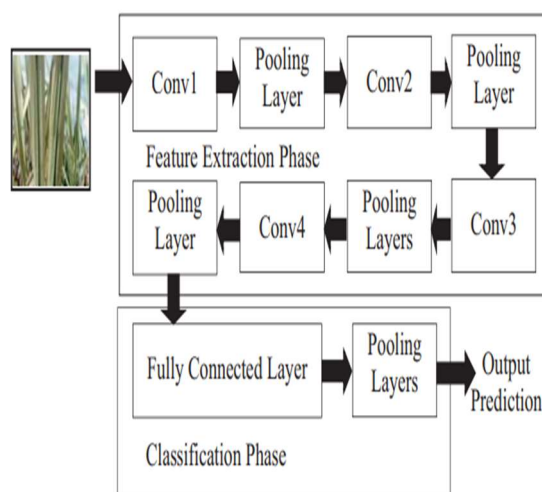 Conv1
Pooling
Layer
Conv2
Pooling
Layer
Feature Extraction Phase
Conv3
Pooling
Layers
Conv4
Pooling
Layer
Fully Connected Layer
Pooling
Layers
Output
Prediction
Classification Phase